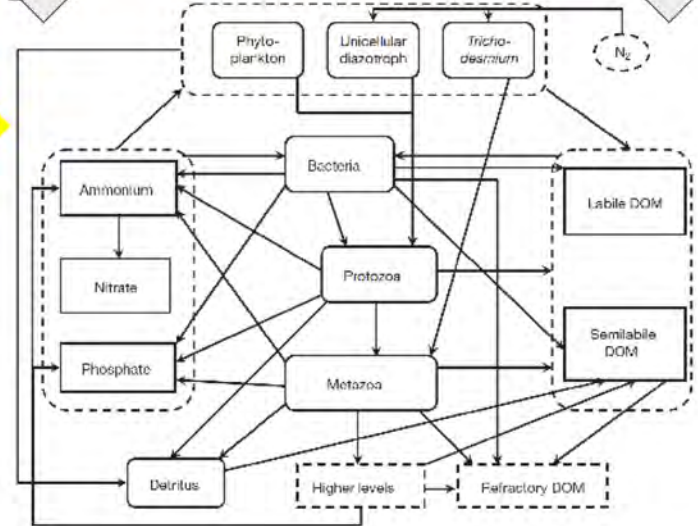 Phyto-
plankton
Unicellular
diazotroph
Tricho-
desmium
N₂
Bacteria
Ammonium
Labile DOM
Protozoa
Nitrate
Semilabile
DOM
Phosphate
Metazoa
Detritus
Higher levels
Refractory DOM